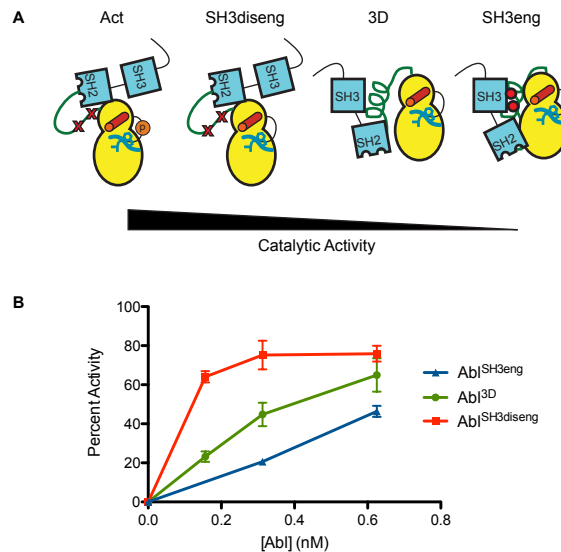 A
Act
SH3diseng
3D
SH3eng
SH2
SH3
X
X
P
SH2
SH3
X
X
SH3
SH2
SH3
SH2
Catalytic Activity
B
100
80
60
40
20
0
Percent Activity
0.0
0.2
0.4
0.6
0.8
[Abl] (nM)
Abl^SH3eng
Abl^3D
Abl^SH3diseng